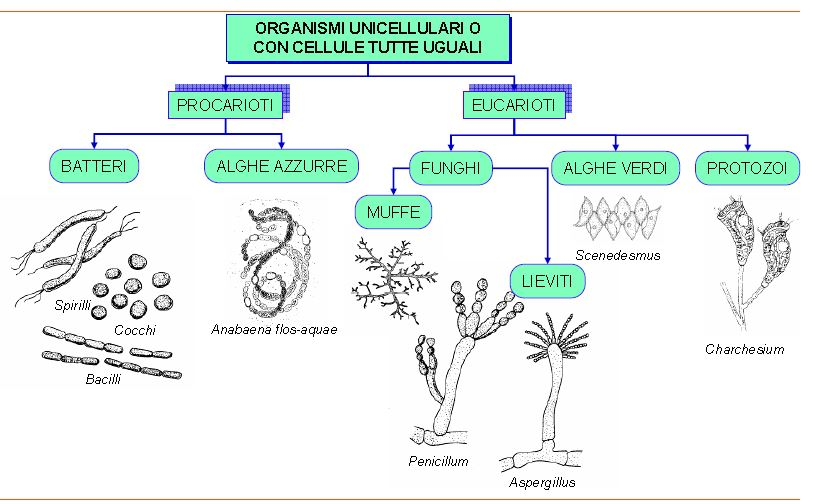 ORGANISMI UNICELLULARI O
CON CELLULE TUTTE UGUALI
PROCARIOTI
EUCARIOTI
BATTERI
ALGHE AZZURRE
FUNGHI
ALGHE VERDI
PROTOZOI
MUFFE
Scenedesmus
LIEVITI
Spirilli
Cocchi
Anabaena flos-aquae
Charchesium
Bacilli
Penicillum
Aspergillus